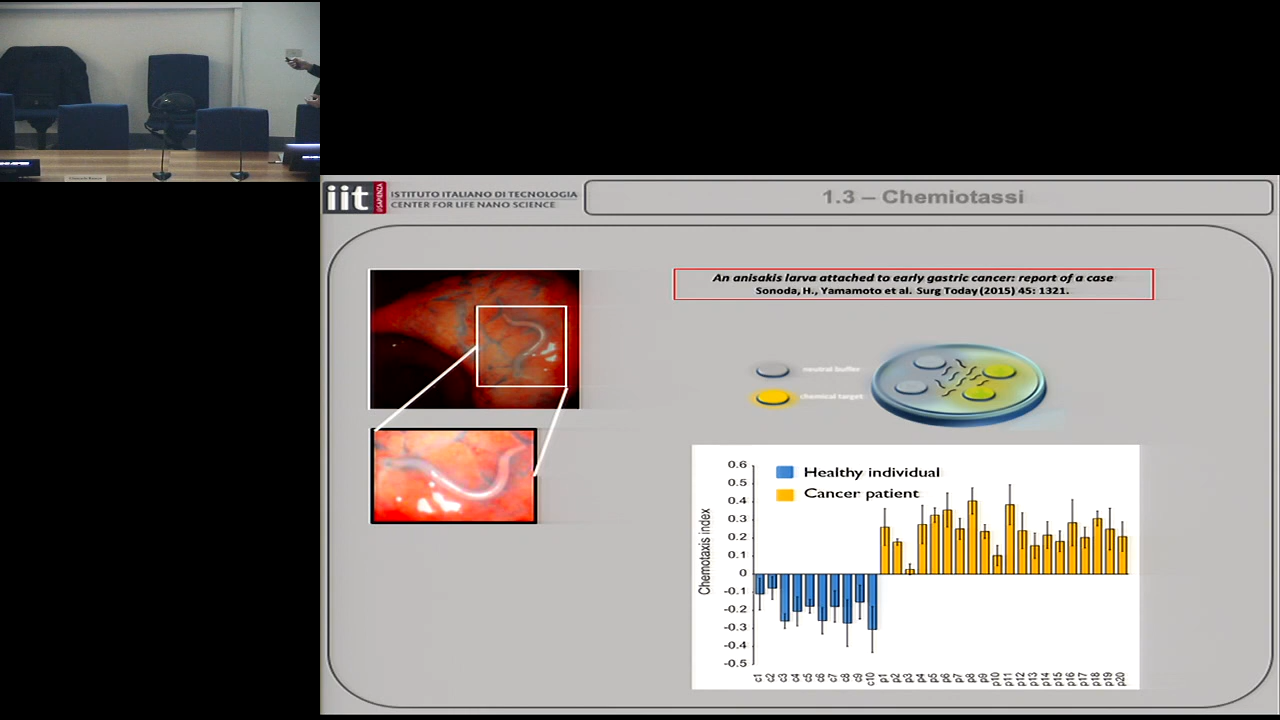 iit
SAPIENZA
ISTITUTO ITALIANO DI TECNOLOGIA
CENTER FOR LIFE NANO SCIENCE
1.3 – Chemiotassi
An anisakis larva attached to early gastric cancer: report of a case
Sonoda, H., Yamamoto et al. Surg Today (2015) 45: 1321.
neutral buffer
chemical target
Healthy individual
Cancer patient
Chemotaxis index
0.6
0.5
0.4
0.3
0.2
0.1
0
-0.1
-0.2
-0.3
-0.4
-0.5
c1 c2 c3 c4 c5 c6 c7 c8 c9 c10 p1 p2 p3 p4 p5 p6 p7 p8 p9 p10 p11 p12 p13 p14 p15 p16 p17 p18 p19 p20